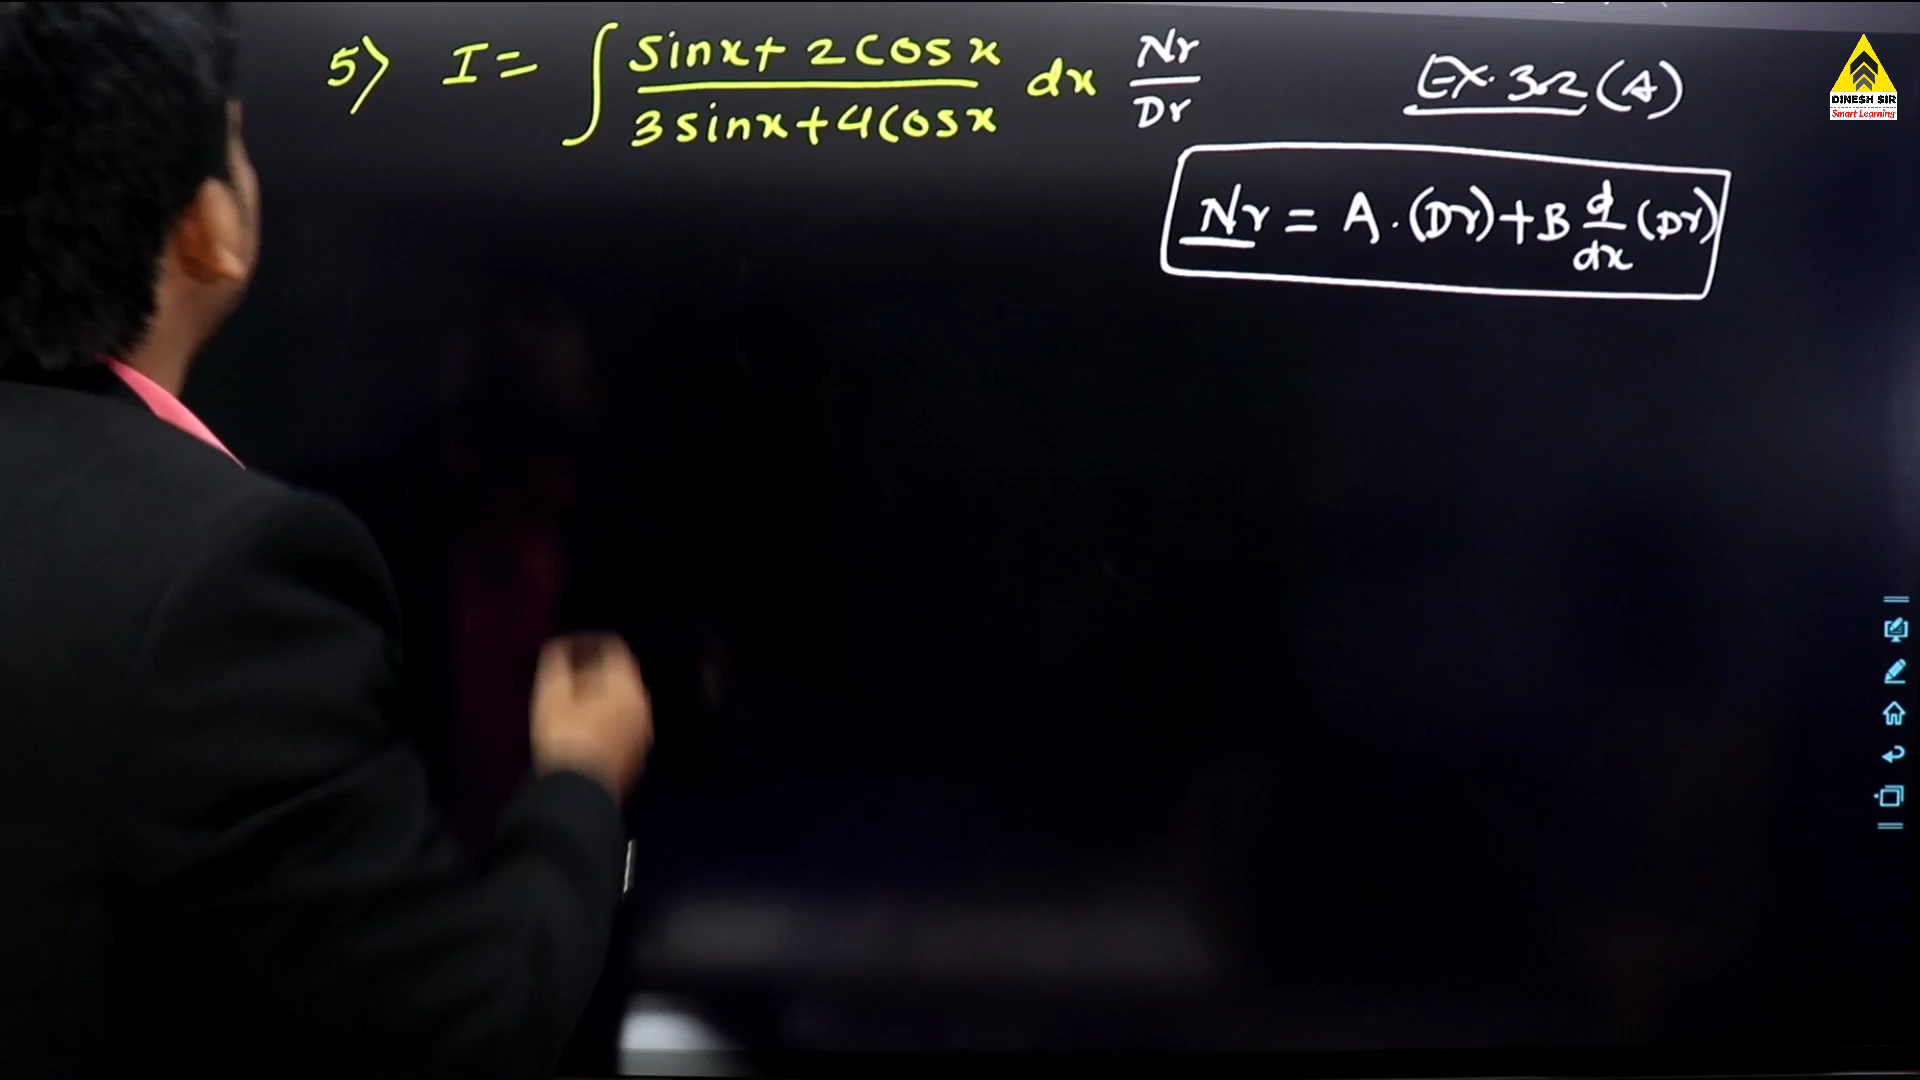 5) I = ∫ (sinx + 2cosx)/(3sinx + 4cosx) dx Nr/Dr
EX. 3.2 (A)
Nr = A.(Dr) + B d/dx (Dr)
DINESH SIR
Smart Learning